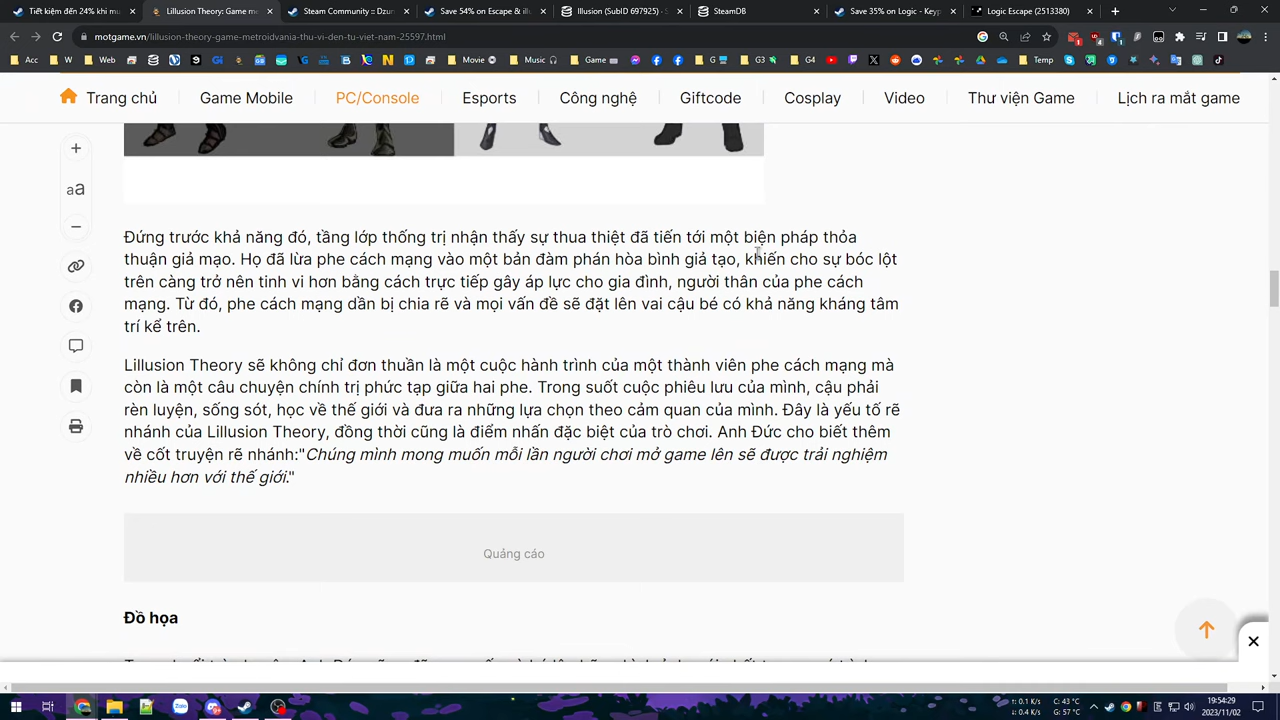 Tiết kiệm đến 24% khi mu
Lillusion Theory: Game m
Steam Community :: Dzun
Save 54% on Escape & ill
Illusion (SubID 697925) · S
SteamDB
Save 35% on Logic - Keyp
Logic Escape (2513380)
motgame.vn/lillusion-theory-game-metroidvania-thu-vi-den-tu-viet-nam-25597.html
Acc
W
Web
Movie
Music
Game
G
G3
G4
Temp
Trang chủ
Game Mobile
PC/Console
Esports
Công nghệ
Giftcode
Cosplay
Video
Thư viện Game
Lịch ra mắt game
aa
Đứng trước khả năng đó, tầng lớp thống trị nhận thấy sự thua thiệt đã tiến tới một biện pháp thỏa
thuận giả mạo. Họ đã lừa phe cách mạng vào một bản đàm phán hòa bình giả tạo, khiến cho sự bóc lột
trên càng trở nên tinh vi hơn bằng cách trực tiếp gây áp lực cho gia đình, người thân của phe cách
mạng. Từ đó, phe cách mạng dần bị chia rẽ và mọi vấn đề sẽ đặt lên vai cậu bé có khả năng kháng tâm
trí kể trên.
Lillusion Theory sẽ không chỉ đơn thuần là một cuộc hành trình của một thành viên phe cách mạng mà
còn là một câu chuyện chính trị phức tạp giữa hai phe. Trong suốt cuộc phiêu lưu của mình, cậu phải
rèn luyện, sống sót, học về thế giới và đưa ra những lựa chọn theo cảm quan của mình. Đây là yếu tố rẽ
nhánh của Lillusion Theory, đồng thời cũng là điểm nhấn đặc biệt của trò chơi. Anh Đức cho biết thêm
về cốt truyện rẽ nhánh:"Chúng mình mong muốn mỗi lần người chơi mở game lên sẽ được trải nghiệm
nhiều hơn với thế giới."
Quảng cáo
Đồ họa
↑: 0.1 K/s
↓: 0.4 K/s
C: 43 °C
G: 57 °C
19:54:29
2023/11/02